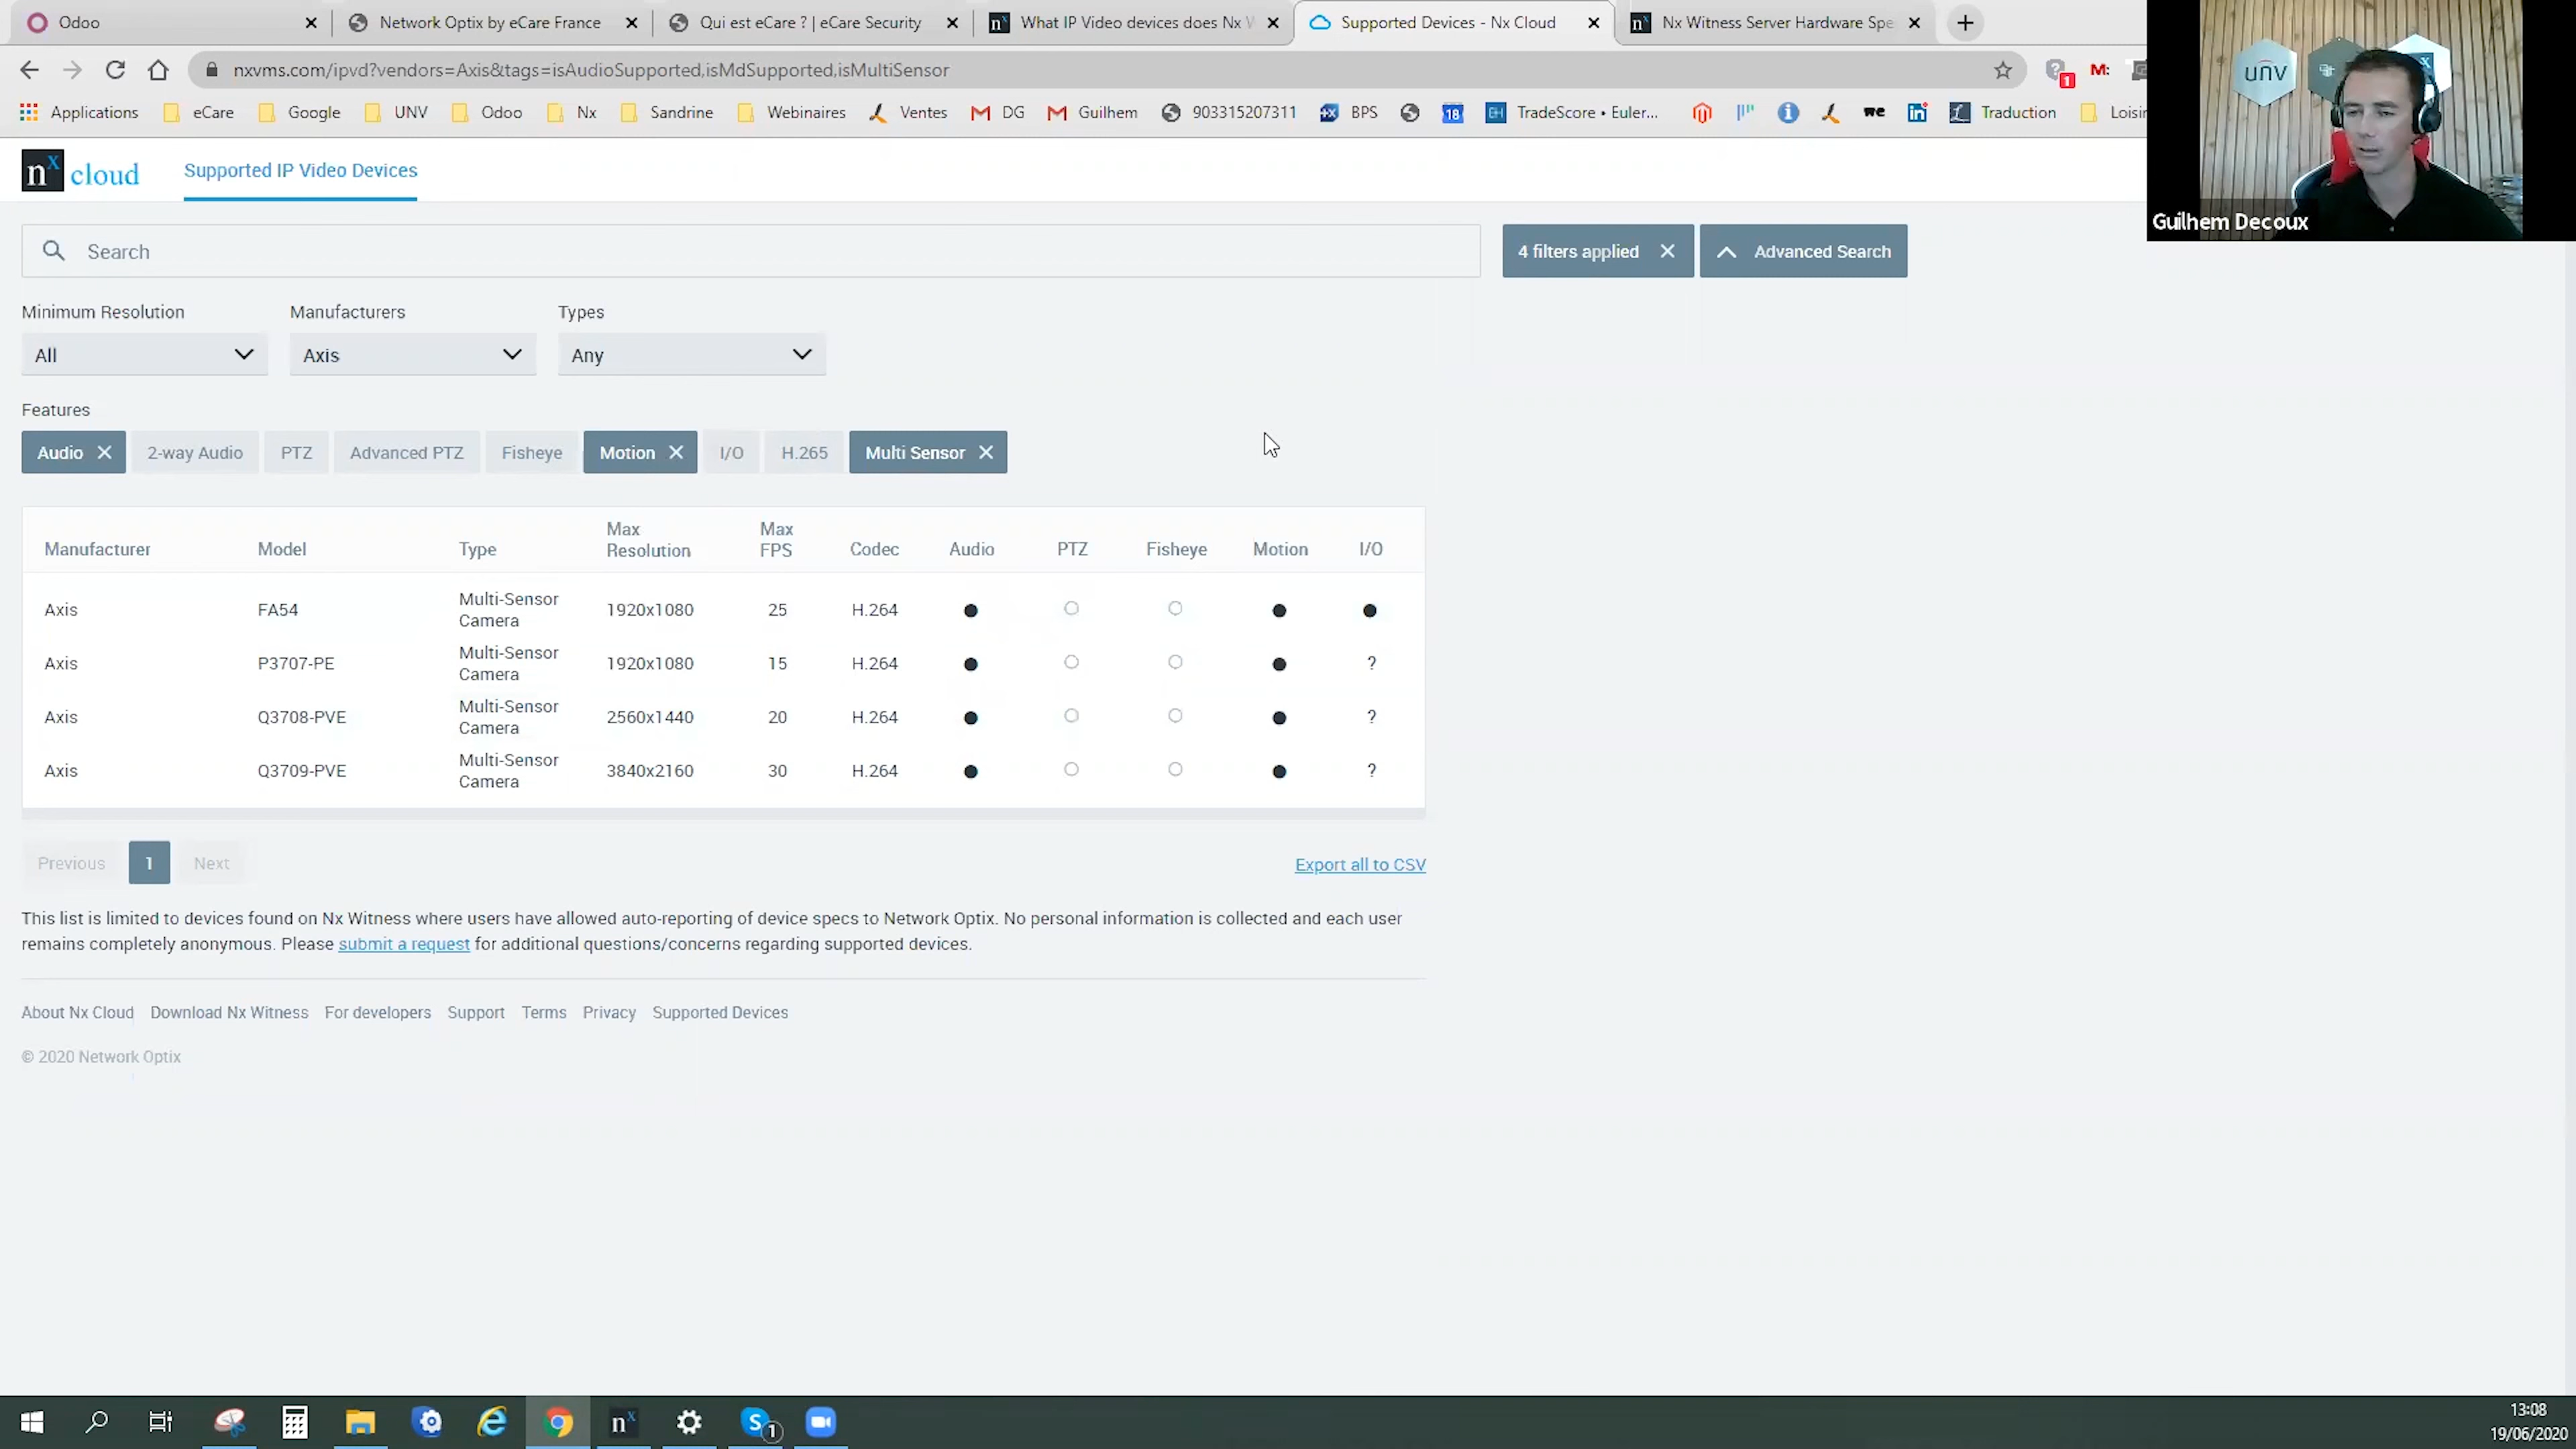 Odoo
Network Optix by eCare France
Qui est eCare ? | eCare Security
What IP Video devices does Nx W
Supported Devices - Nx Cloud
Nx Witness Server Hardware Spe
nxvms.com/ipvd?vendors=Axis&tags=isAudioSupported,isMdSupported,isMultiSensor
1
M:
Applications eCare Google UNV Odoo Nx Sandrine Webinaires Ventes DG Guilhem 903315207311 BPS 18 EH TradeScore • Euler... we in Traduction Loisir
unv
Guilhem Decoux
nx cloud
Supported IP Video Devices
Search
4 filters applied
Advanced Search
Minimum Resolution Manufacturers Types
All Axis Any
Features
Audio 2-way Audio PTZ Advanced PTZ Fisheye Motion I/O H.265 Multi Sensor
Manufacturer Model Type Max Resolution Max FPS Codec Audio PTZ Fisheye Motion I/O
Axis FA54 Multi-Sensor Camera 1920x1080 25 H.264
Axis P3707-PE Multi-Sensor Camera 1920x1080 15 H.264 ?
Axis Q3708-PVE Multi-Sensor Camera 2560x1440 20 H.264 ?
Axis Q3709-PVE Multi-Sensor Camera 3840x2160 30 H.264 ?
Previous 1 Next
Export all to CSV
This list is limited to devices found on Nx Witness where users have allowed auto-reporting of device specs to Network Optix. No personal information is collected and each user
remains completely anonymous. Please submit a request for additional questions/concerns regarding supported devices.
About Nx Cloud Download Nx Witness For developers Support Terms Privacy Supported Devices
© 2020 Network Optix
nx
S 1
13:08
19/06/2020